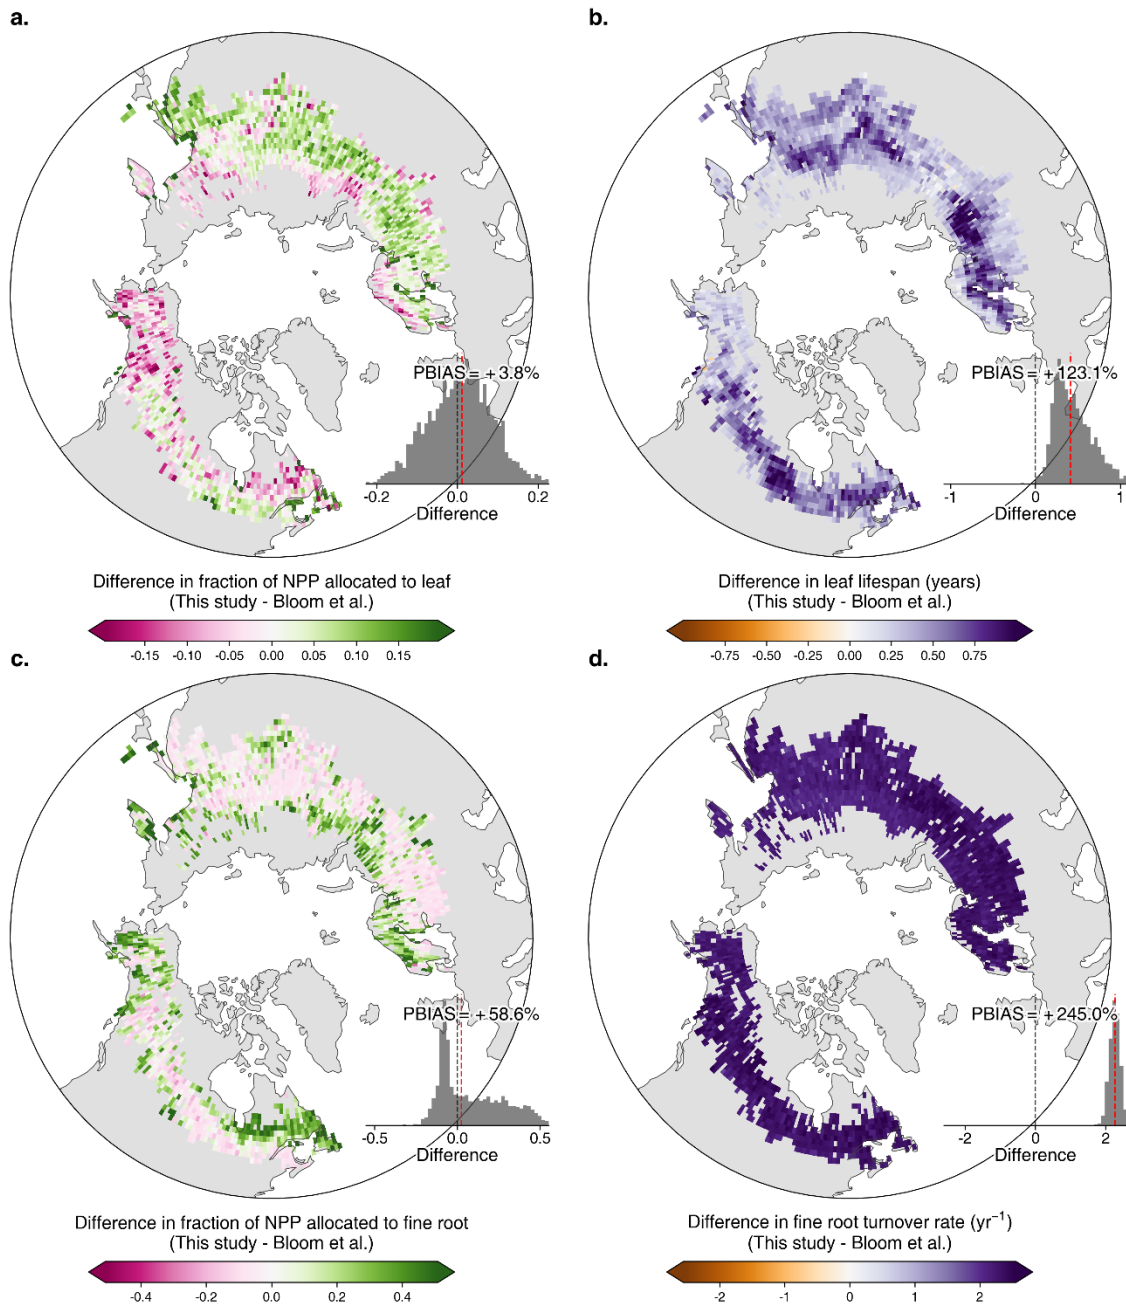 a.
PBIAS = +3.8%
-0.2 0.0 0.2
Difference
Difference in fraction of NPP allocated to leaf
(This study - Bloom et al.)
-0.15 -0.10 -0.05 0.00 0.05 0.10 0.15
b.
PBIAS = +123.1%
-1 0 1
Difference
Difference in leaf lifespan (years)
(This study - Bloom et al.)
-0.75 -0.50 -0.25 0.00 0.25 0.50 0.75
c.
PBIAS = +58.6%
-0.5 0.0 0.5
Difference
Difference in fraction of NPP allocated to fine root
(This study - Bloom et al.)
-0.4 -0.2 0.0 0.2 0.4
d.
PBIAS = +245.0%
-2 0 2
Difference
Difference in fine root turnover rate (yr⁻¹)
(This study - Bloom et al.)
-2 -1 0 1 2